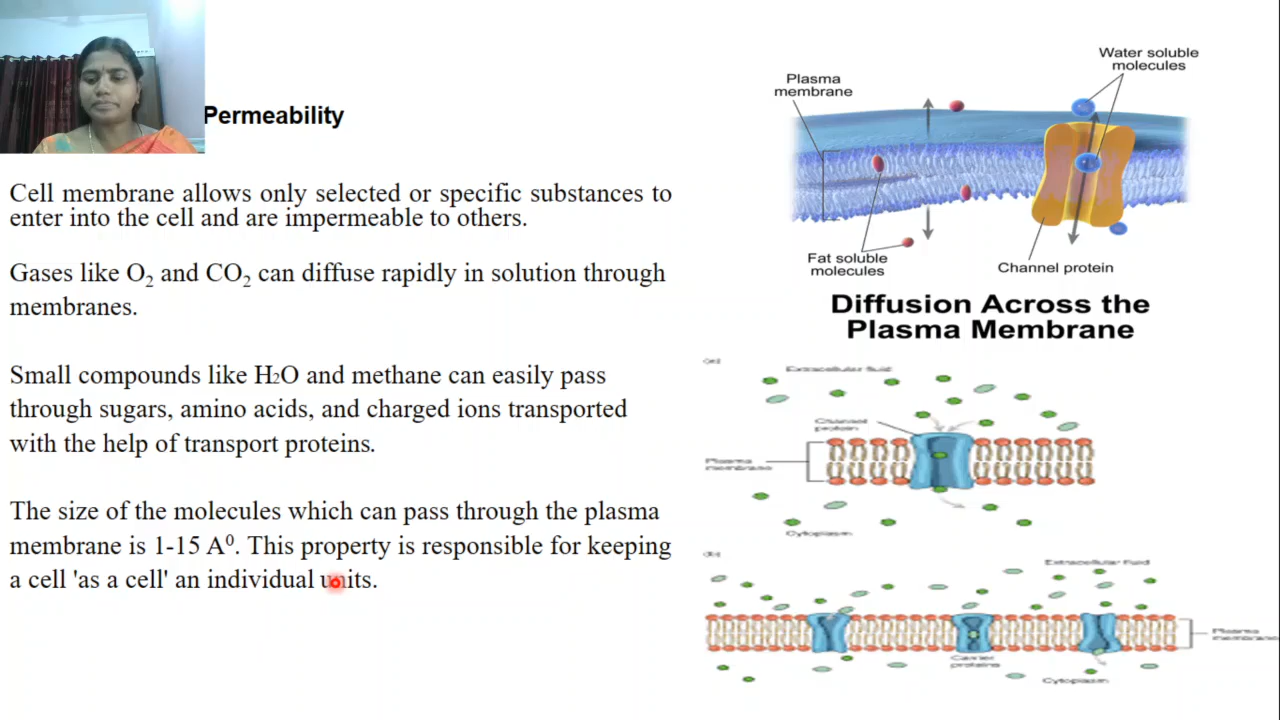 Permeability
Cell membrane allows only selected or specific substances to
enter into the cell and are impermeable to others.
Gases like O₂ and CO₂ can diffuse rapidly in solution through
membranes.
Small compounds like H₂O and methane can easily pass
through sugars, amino acids, and charged ions transported
with the help of transport proteins.
The size of the molecules which can pass through the plasma
membrane is 1-15 A⁰. This property is responsible for keeping
a cell 'as a cell' an individual units.
Water soluble
molecules
Plasma
membrane
Fat soluble
molecules
Channel protein
Diffusion Across the
Plasma Membrane
(a)
Extracellular fluid
Channel
protein
Plasma
membrane
Cytoplasm
(b)
Extracellular fluid
Plasma
membrane
Carrier
proteins
Cytoplasm